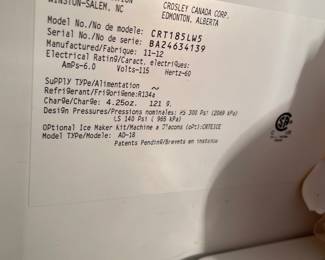 WINSTON-SALEM, NC
CROSLEY CANADA CORP.
EDMONTON, ALBERTA
Model No./No de modele: CRT185LW5
Serial No./No de serie: BA24634139
Manufactured/Fabrique: 11-12
Electrical Rating/Caract. electriques:
AmPs-6.0 Volts-115 Hertz-60
SuPPly TYPe/Alimentation ~
Refrigerant/Frigorigene:R134a
Charge/Charge: 4.25oz. 121 g.
Design Pressures/Pressions nominales: HS 300 Psi (2069 kPa)
LS 140 Psi ( 965 kPa)
OPtional Ice Maker Kit/Machine a Glacons (opt):CRTEICE
Model TYPe/Modele: AD-18
Patents Pending/Brevets en instance